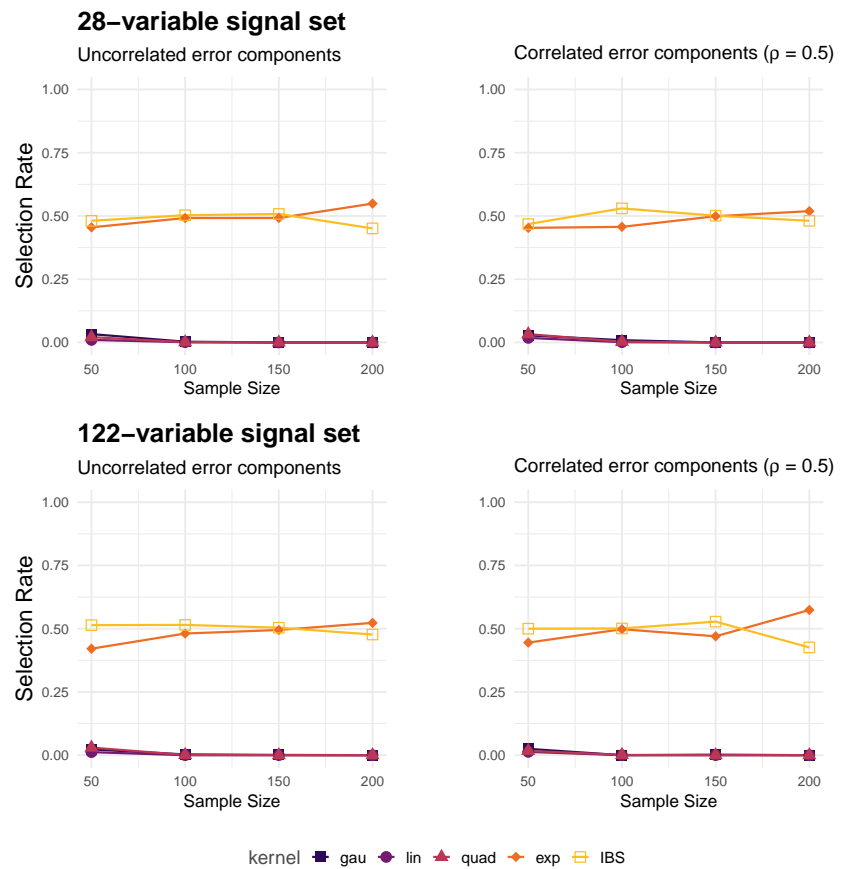 28−variable signal set
Uncorrelated error components
Correlated error components (ρ = 0.5)
Selection Rate
1.00
0.75
0.50
0.25
0.00
50 100 150 200
Sample Size
1.00
0.75
0.50
0.25
0.00
50 100 150 200
Sample Size
122−variable signal set
Uncorrelated error components
Correlated error components (ρ = 0.5)
Selection Rate
1.00
0.75
0.50
0.25
0.00
50 100 150 200
Sample Size
1.00
0.75
0.50
0.25
0.00
50 100 150 200
Sample Size
kernel gau lin quad exp IBS